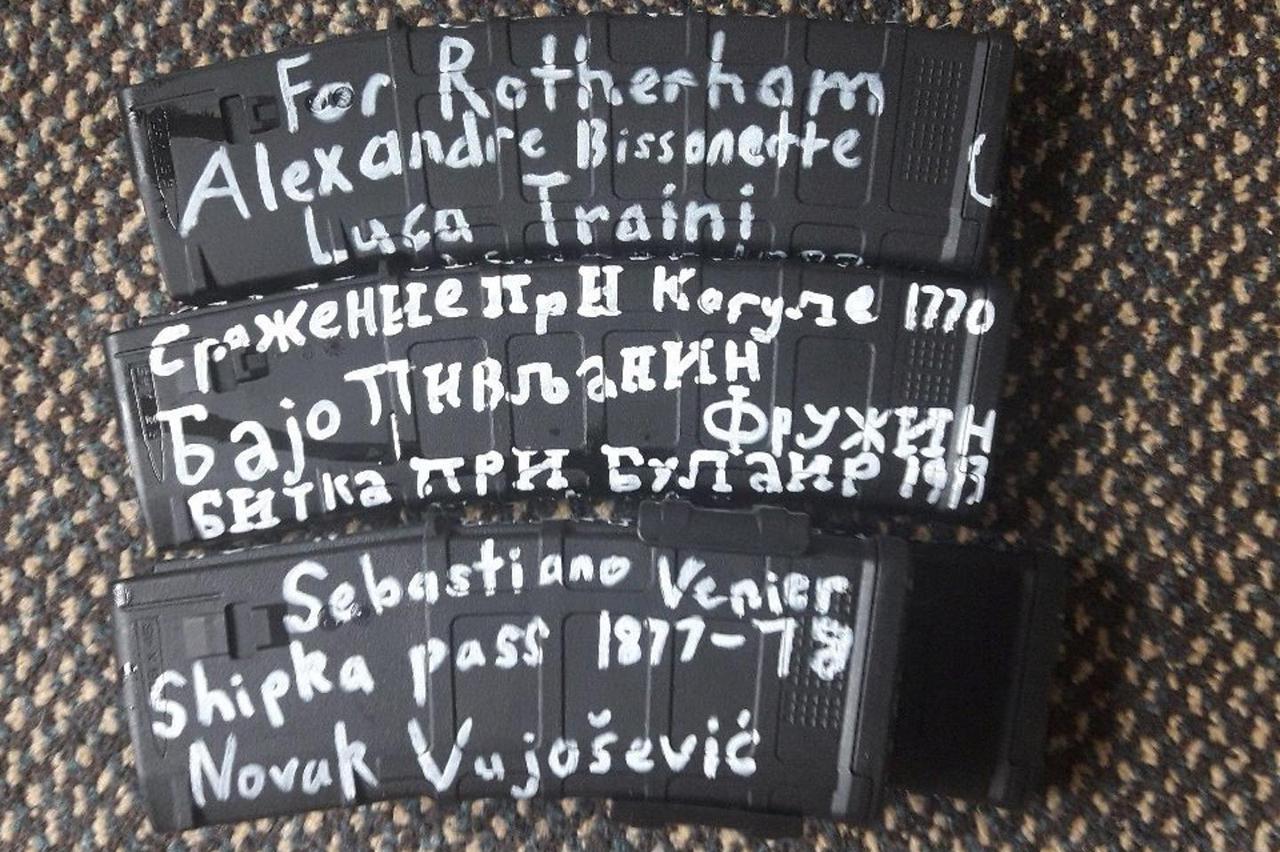 For Rotherham
Alexandre Bissonette
Luca Traini
Сражение при Кагуле 1770
Бајо Пивљанин
Фружин
Битка при Булаир 1913
Sebastiano Venier
Shipka pass 1877-78
Novak Vujošević